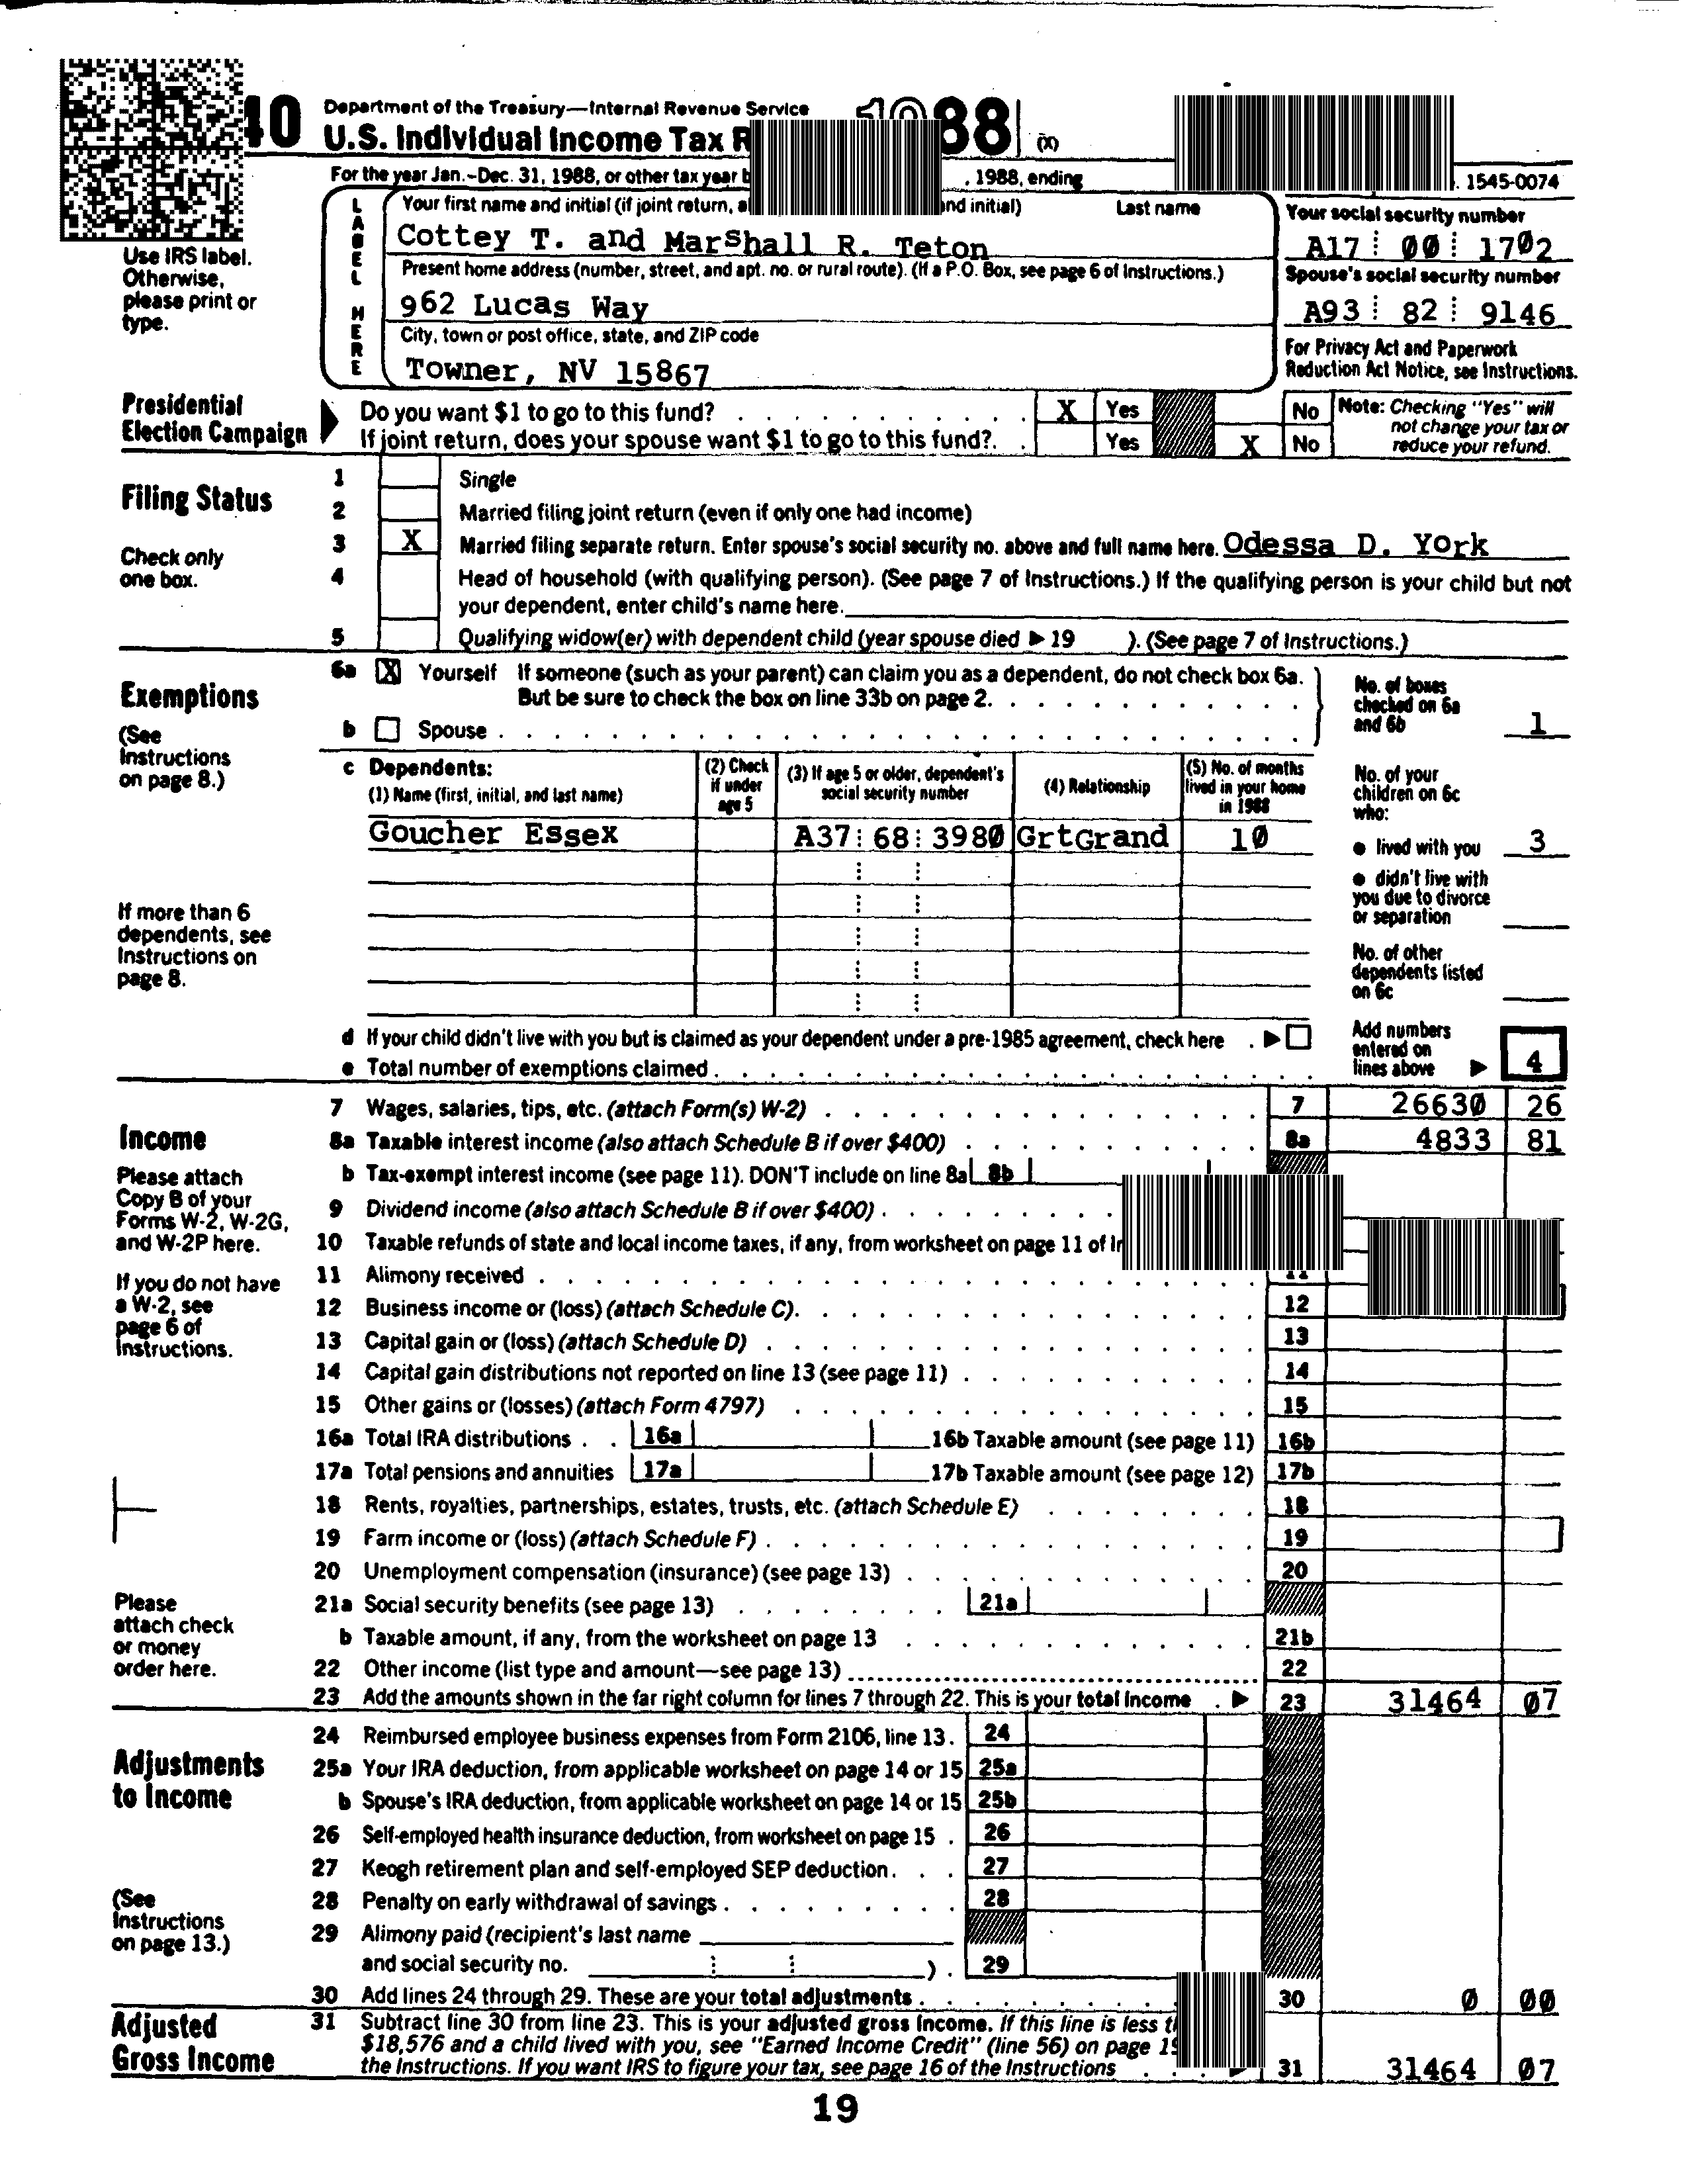 40 Department of the Treasury—Internal Revenue Service
U.S. Individual Income Tax 1988 (X)
For the year Jan.-Dec. 31, 1988, or other tax year , 1988, ending 1545-0074
LABEL HERE
Your first name and initial (if joint return, and initial) Last name
Cottey T. and Marshall R. Teton
Your social security number
A17 00 1702
Use IRS label. Otherwise, please print or type.
Present home address (number, street, and apt. no. or rural route). (If a P.O. Box, see page 6 of Instructions.)
962 Lucas Way
Spouse's social security number
A93 82 9146
City, town or post office, state, and ZIP code
Towner, NV 15867
For Privacy Act and Paperwork Reduction Act Notice, see Instructions.
Presidential Election Campaign
Do you want $1 to go to this fund? X Yes No
If joint return, does your spouse want $1 to go to this fund?. Yes X No
Note: Checking "Yes" will not change your tax or reduce your refund.
Filing Status
Check only one box.
1 Single
2 Married filing joint return (even if only one had income)
3 X Married filing separate return. Enter spouse's social security no. above and full name here. Odessa D. York
4 Head of household (with qualifying person). (See page 7 of Instructions.) If the qualifying person is your child but not
your dependent, enter child's name here.
5 Qualifying widow(er) with dependent child (year spouse died ▶ 19 ). (See page 7 of Instructions.)
Exemptions
(See Instructions on page 8.)
6a X Yourself If someone (such as your parent) can claim you as a dependent, do not check box 6a.
But be sure to check the box on line 33b on page 2.
b Spouse
No. of boxes checked on 6a and 6b 1
c Dependents:
(1) Name (first, initial, and last name)
(2) Check if under age 5
(3) If age 5 or older, dependent's social security number
(4) Relationship
(5) No. of months lived in your home in 1988
Goucher Essex A37 68 3980 GrtGrand 10
No. of your children on 6c who:
● lived with you 3
● didn't live with you due to divorce or separation
No. of other dependents listed on 6c
If more than 6 dependents, see Instructions on page 8.
d If your child didn't live with you but is claimed as your dependent under a pre-1985 agreement, check here ▶
e Total number of exemptions claimed
Add numbers entered on lines above ▶ 4
Income
Please attach Copy B of your Forms W-2, W-2G, and W-2P here.
If you do not have a W-2, see page 6 of Instructions.
Please attach check or money order here.
7 Wages, salaries, tips, etc. (attach Form(s) W-2) 7 26630 26
8a Taxable interest income (also attach Schedule B if over $400) 8a 4833 81
b Tax-exempt interest income (see page 11). DON'T include on line 8a 8b
9 Dividend income (also attach Schedule B if over $400)
10 Taxable refunds of state and local income taxes, if any, from worksheet on page 11 of
11 Alimony received 11
12 Business income or (loss) (attach Schedule C). 12
13 Capital gain or (loss) (attach Schedule D) 13
14 Capital gain distributions not reported on line 13 (see page 11) 14
15 Other gains or (losses) (attach Form 4797) 15
16a Total IRA distributions 16a 16b Taxable amount (see page 11) 16b
17a Total pensions and annuities 17a 17b Taxable amount (see page 12) 17b
18 Rents, royalties, partnerships, estates, trusts, etc. (attach Schedule E) 18
19 Farm income or (loss) (attach Schedule F) 19
20 Unemployment compensation (insurance) (see page 13) 20
21a Social security benefits (see page 13) 21a
b Taxable amount, if any, from the worksheet on page 13 21b
22 Other income (list type and amount—see page 13) 22
23 Add the amounts shown in the far right column for lines 7 through 22. This is your total income ▶ 23 31464 07
Adjustments to Income
(See Instructions on page 13.)
24 Reimbursed employee business expenses from Form 2106, line 13. 24
25a Your IRA deduction, from applicable worksheet on page 14 or 15 25a
b Spouse's IRA deduction, from applicable worksheet on page 14 or 15 25b
26 Self-employed health insurance deduction, from worksheet on page 15 26
27 Keogh retirement plan and self-employed SEP deduction 27
28 Penalty on early withdrawal of savings 28
29 Alimony paid (recipient's last name
and social security no. ) 29
30 Add lines 24 through 29. These are your total adjustments 30 0 00
Adjusted Gross Income
31 Subtract line 30 from line 23. This is your adjusted gross income. If this line is less
$18,576 and a child lived with you, see "Earned Income Credit" (line 56) on page
the Instructions. If you want IRS to figure your tax, see page 16 of the Instructions ▶ 31 31464 07
19